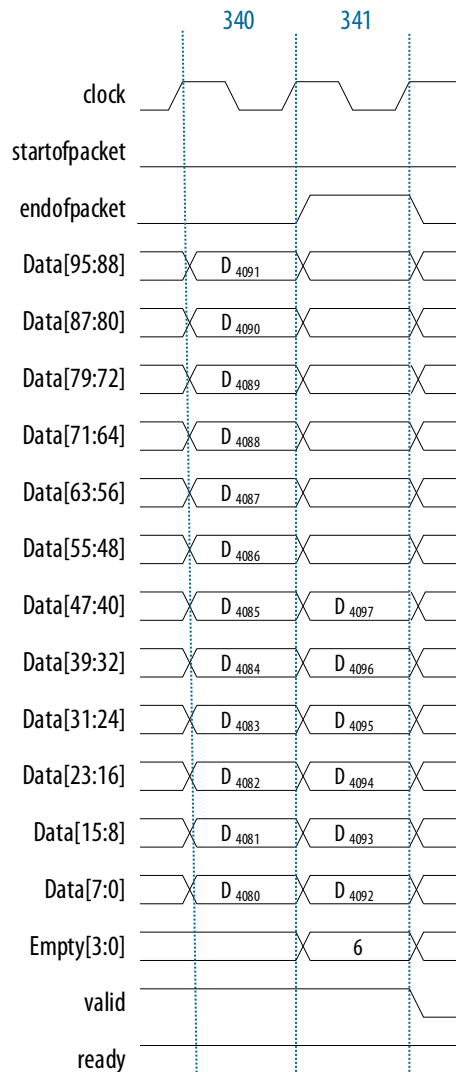 340 341
clock
startofpacket
endofpacket
Data[95:88] D 4091
Data[87:80] D 4090
Data[79:72] D 4089
Data[71:64] D 4088
Data[63:56] D 4087
Data[55:48] D 4086
Data[47:40] D 4085 D 4097
Data[39:32] D 4084 D 4096
Data[31:24] D 4083 D 4095
Data[23:16] D 4082 D 4094
Data[15:8] D 4081 D 4093
Data[7:0] D 4080 D 4092
Empty[3:0] 6
valid
ready